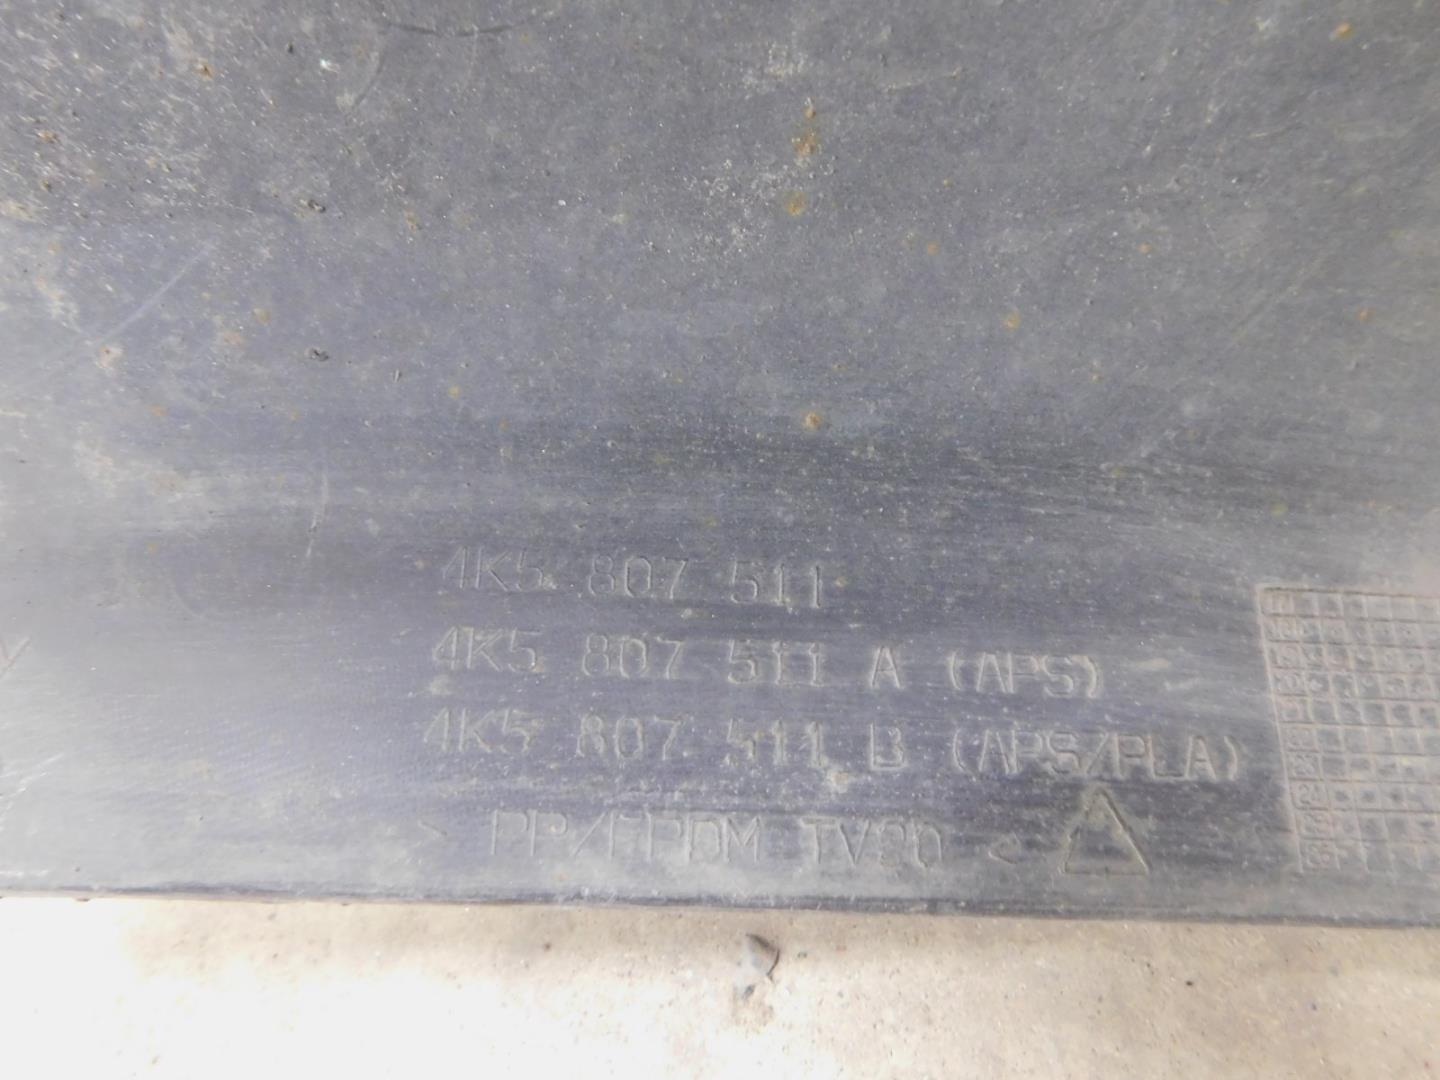 4K5 807 511
4K5 807 511 A (APS)
4K5 807 511 B (APS/PLA)
> PP/EPDM TV20 <